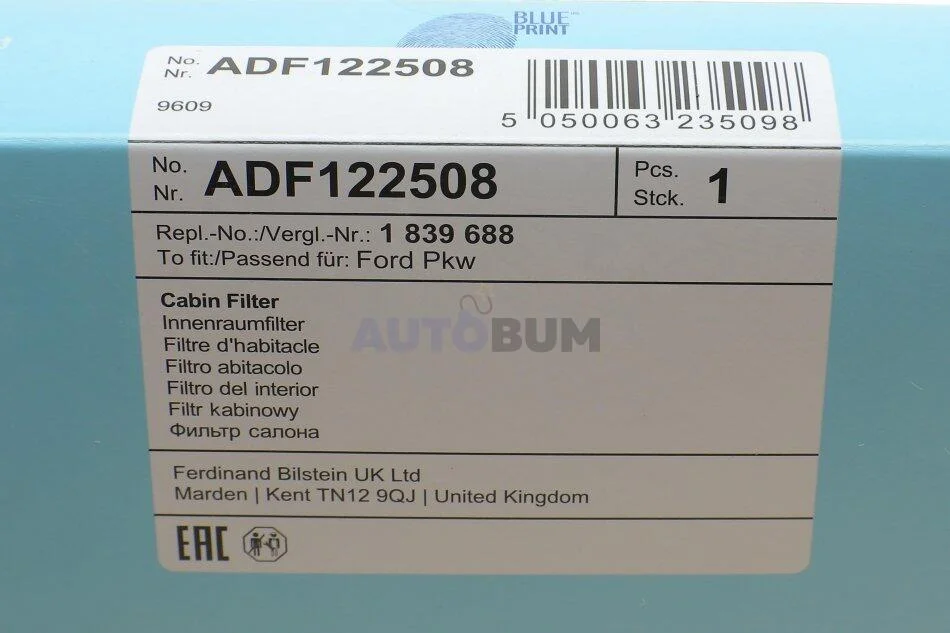 BLUE
PRINT
No. ADF122508
Nr.
9609
5 050063 235098
No. ADF122508
Nr.
Pcs. 1
Stck.
Repl.-No.:/Vergl.-Nr.: 1 839 688
To fit:/Passend für: Ford Pkw
Cabin Filter
Innenraumfilter
Filtre d'habitacle
Filtro abitacolo
Filtro del interior
Filtr kabinowy
Фильтр салона
AUTOBUM
Ferdinand Bilstein UK Ltd
Marden | Kent TN12 9QJ | United Kingdom
EAC